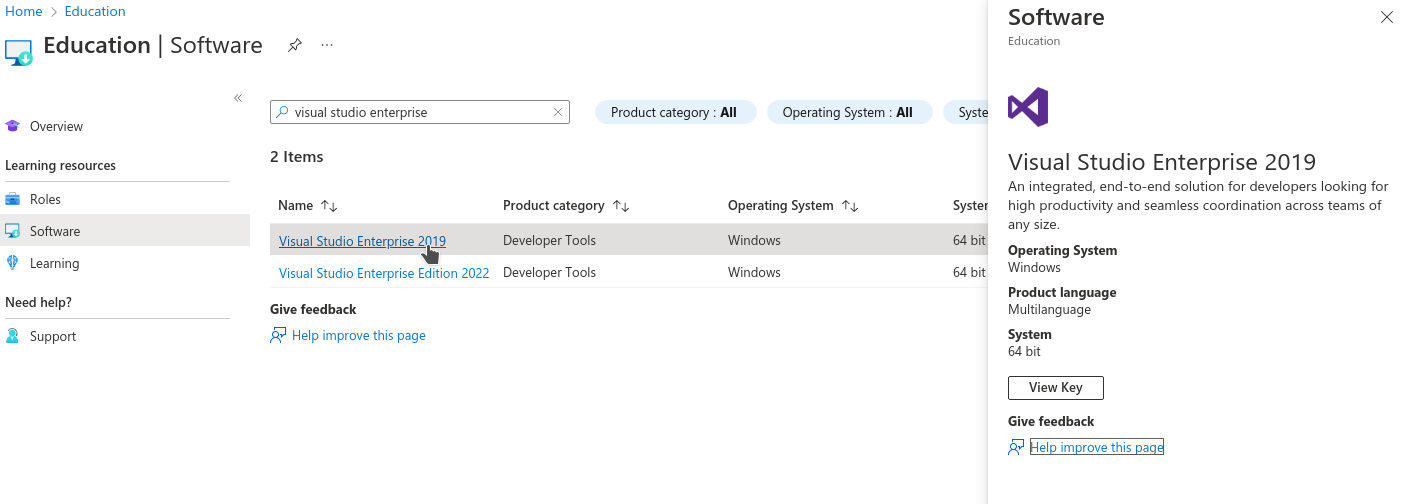 Home > Education
Education | Software
...
«
Overview
Learning resources
Roles
Software
Learning
Need help?
Support
visual studio enterprise
Product category : All
Operating System : All
Syste
2 Items
Name ↑↓ Product category ↑↓ Operating System ↑↓ System
Visual Studio Enterprise 2019 Developer Tools Windows 64 bit
Visual Studio Enterprise Edition 2022 Developer Tools Windows 64 bit
Give feedback
Help improve this page
Software
Education
Visual Studio Enterprise 2019
An integrated, end-to-end solution for developers looking for
high productivity and seamless coordination across teams of
any size.
Operating System
Windows
Product language
Multilanguage
System
64 bit
View Key
Give feedback
Help improve this page